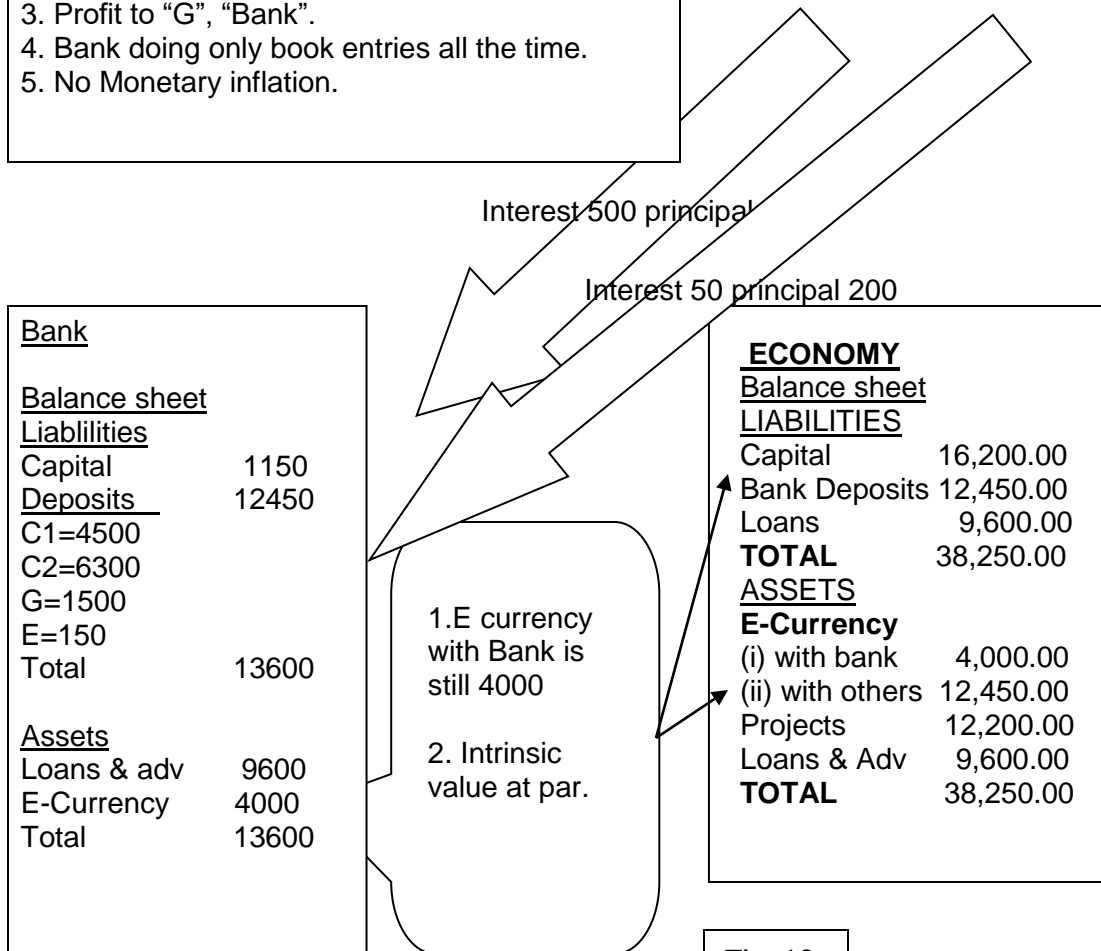 3. Profit to “G”, “Bank”.
4. Bank doing only book entries all the time.
5. No Monetary inflation.
Interest 500 principal
Interest 50 principal 200
Bank
Balance sheet
Liablilities
Capital 1150
Deposits 12450
C1=4500
C2=6300
G=1500
E=150
Total 13600
Assets
Loans & adv 9600
E-Currency 4000
Total 13600
1.E currency
with Bank is
still 4000
2. Intrinsic
value at par.
ECONOMY
Balance sheet
LIABILITIES
Capital 16,200.00
Bank Deposits 12,450.00
Loans 9,600.00
TOTAL 38,250.00
ASSETS
E-Currency
(i) with bank 4,000.00
(ii) with others 12,450.00
Projects 12,200.00
Loans & Adv 9,600.00
TOTAL 38,250.00